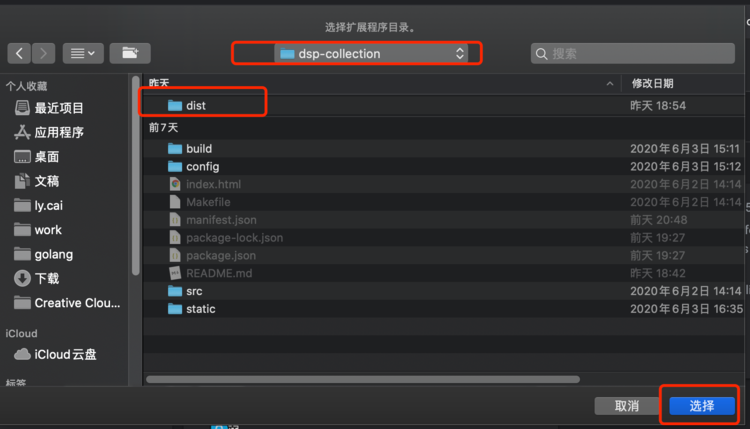 选择扩展程序目录。
dsp-collection
搜索
个人收藏
最近项目
应用程序
桌面
文稿
ly.cai
work
golang
下载
Creative Clou...
iCloud
iCloud云盘
标签
昨天 修改日期
dist 昨天 18:54
前7天
build 2020年6月3日 15:11
config 2020年6月3日 15:12
index.html 2020年6月2日 14:14
Makefile 2020年6月2日 14:14
manifest.json 前天 20:48
package-lock.json 前天 19:27
package.json 前天 19:27
README.md 昨天 18:42
src 2020年6月2日 14:14
static 2020年6月3日 16:35
取消 选择